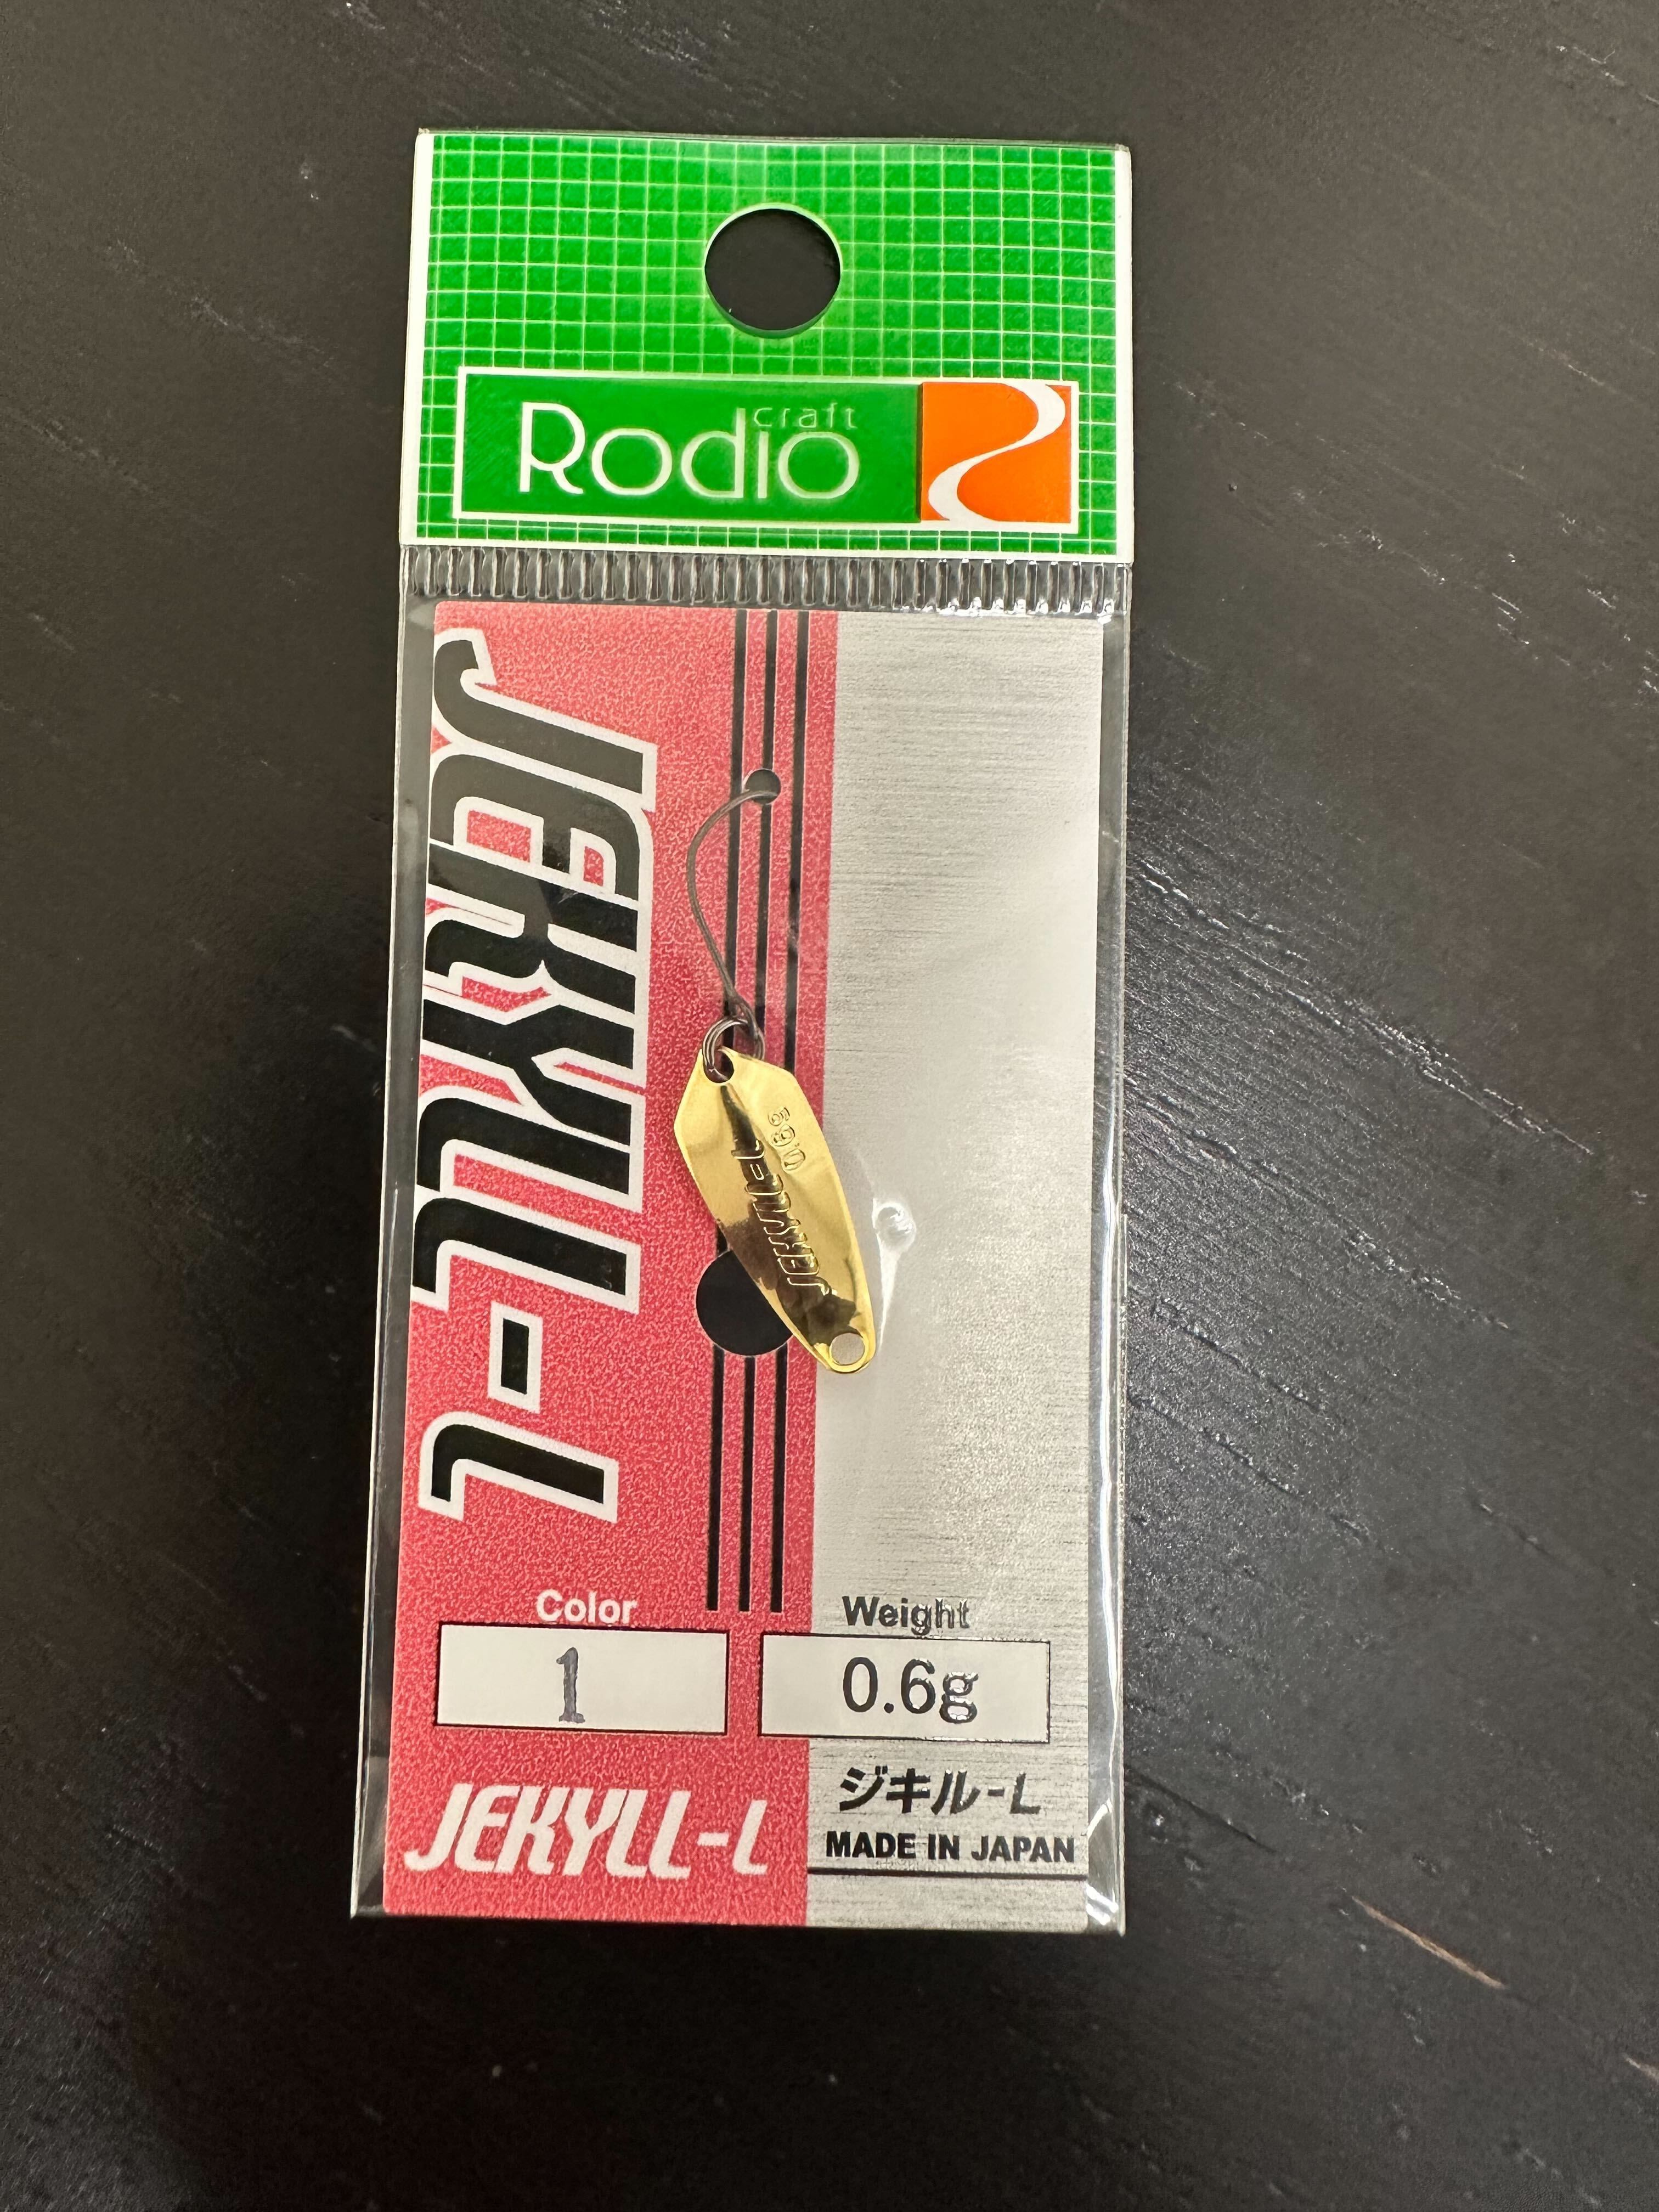 craft
Rodio
JEKYLL-L
JEKYLL-L
0.6g
Color
Weight
1
0.6g
JEKYLL-L
ジキル-L
MADE IN JAPAN